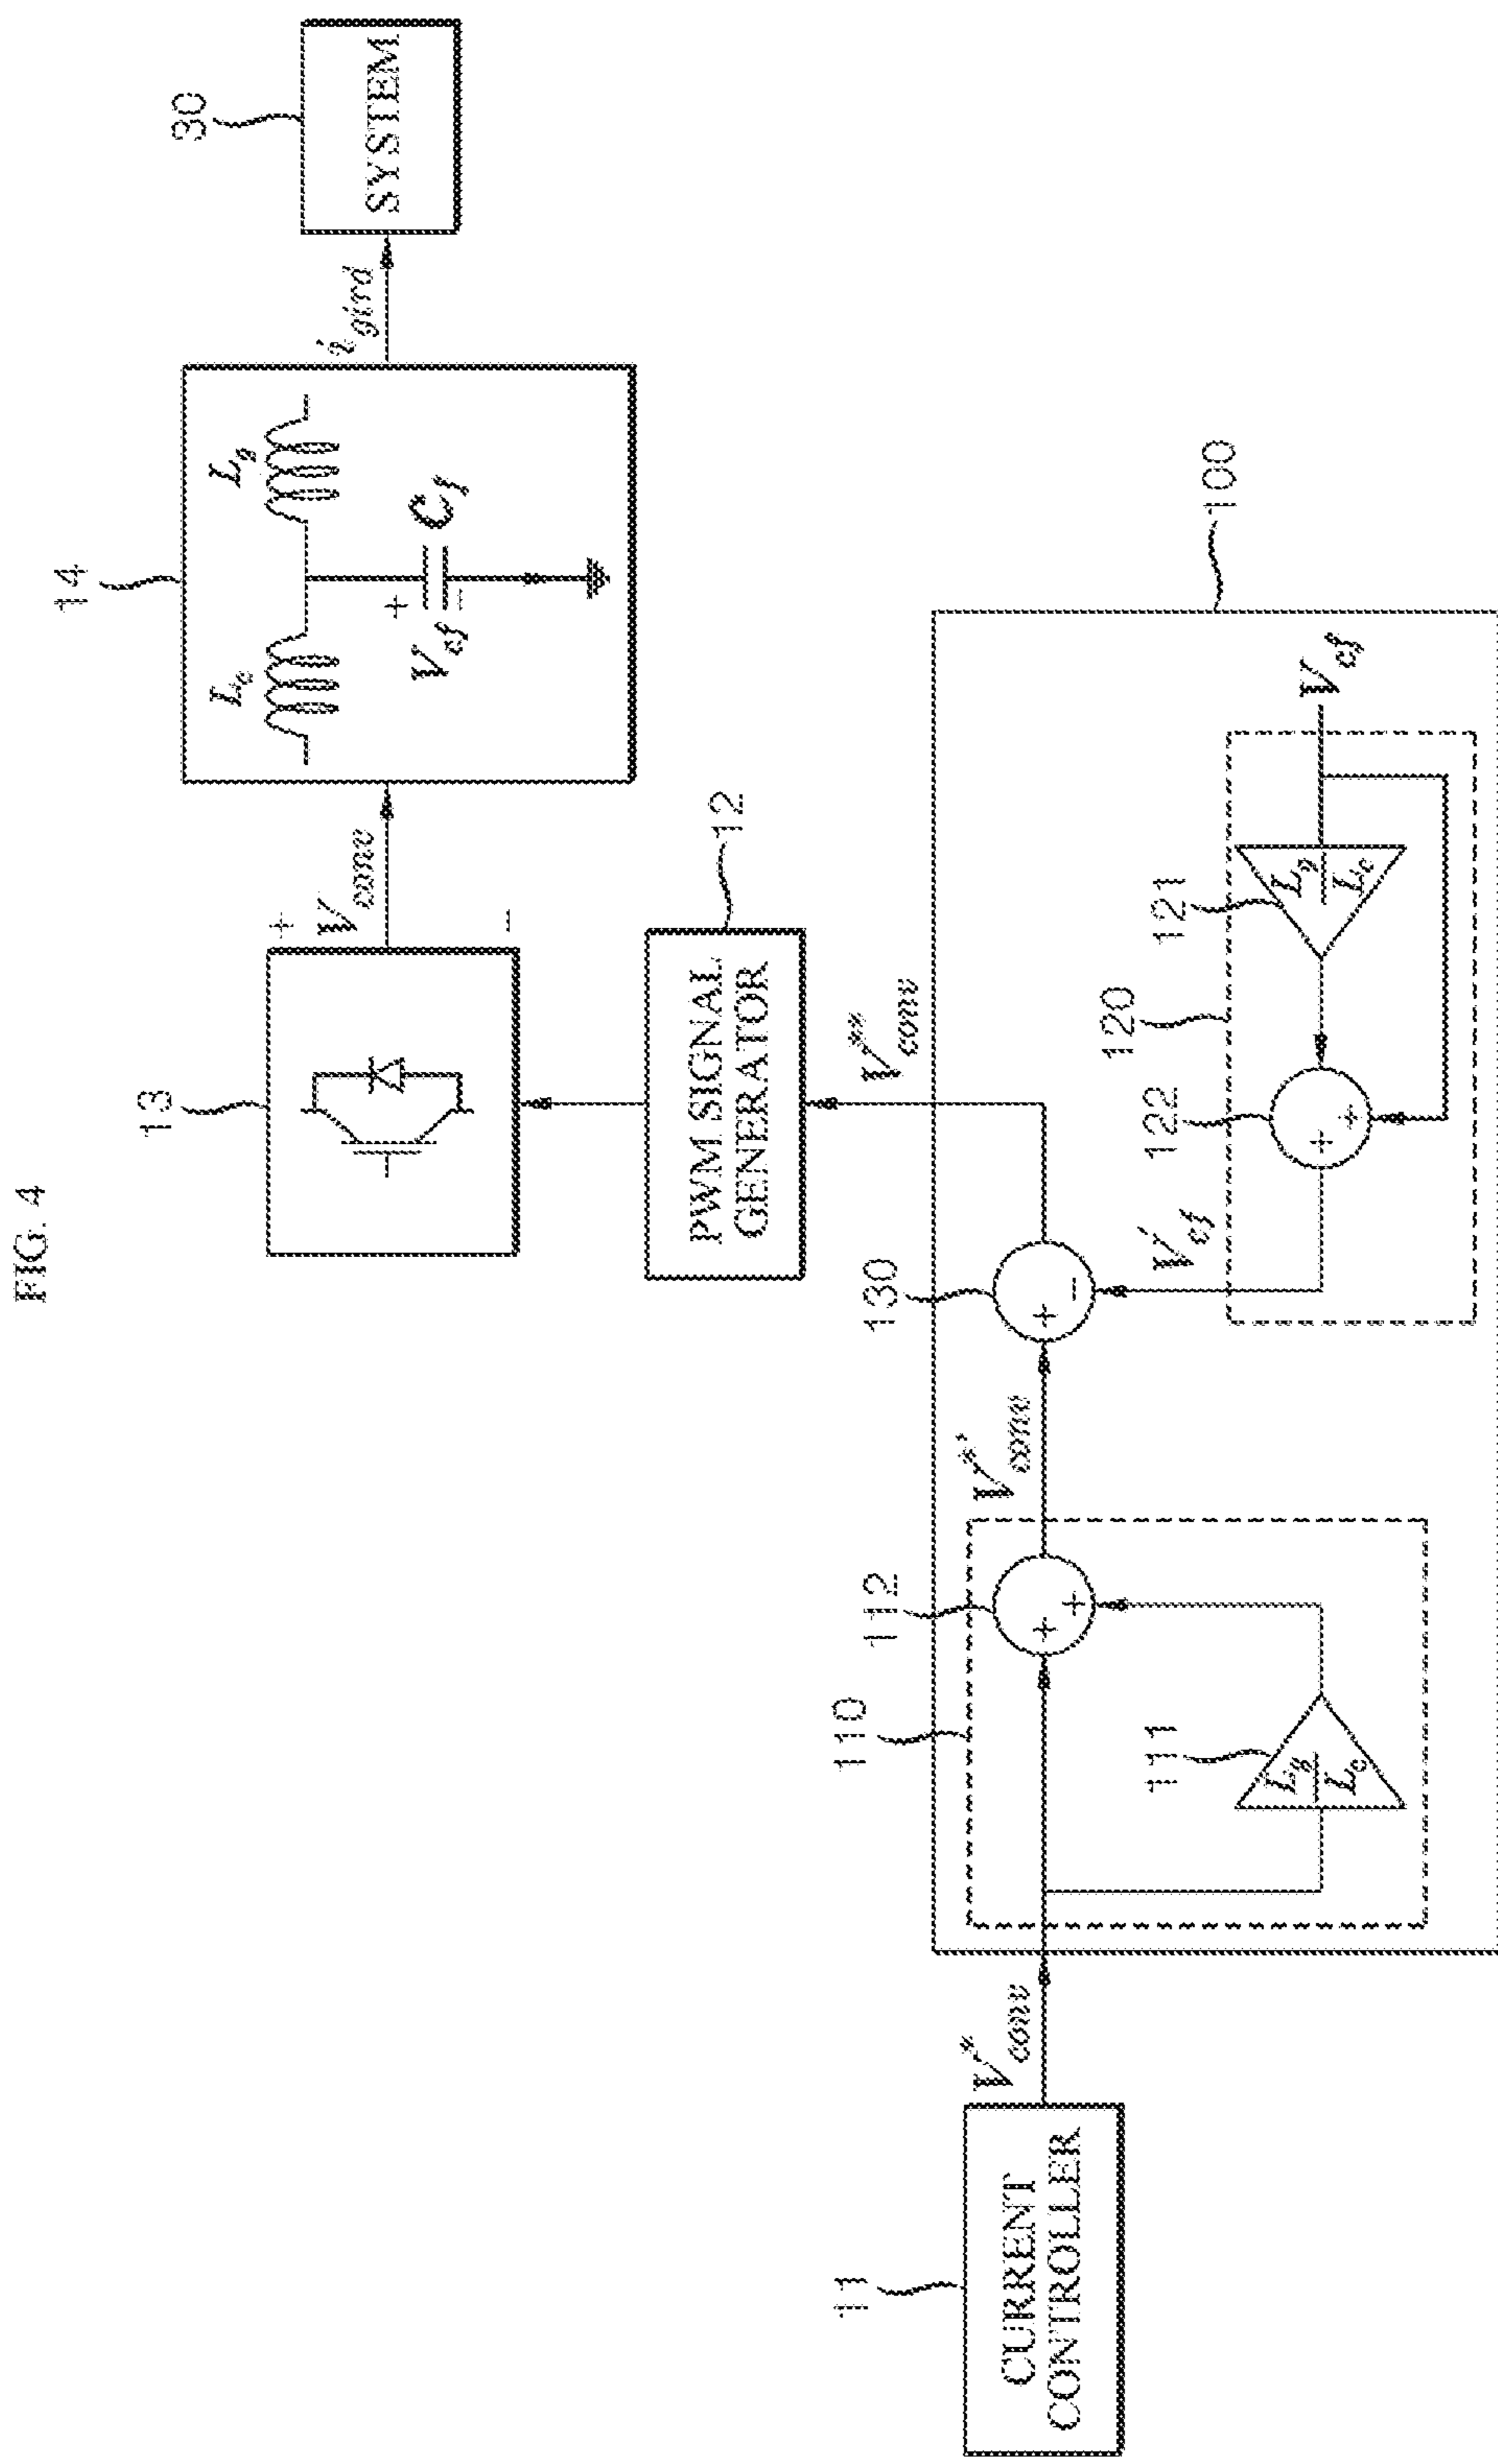 FIG. 4
14
30
13
L_c
L_g
+
V_cf
−
C_f
+
V_conv
−
i_gird
SYSTEM
12
PWM SIGNAL
GENERATOR
V**_conv
100
11
CURRENT
CONTROLLER
V*_conv
110
112
+
+
111
L_g
L_c
V*'_conv
130
+
−
V'_cf
120
122
+
+
121
L_g
L_c
V_cf